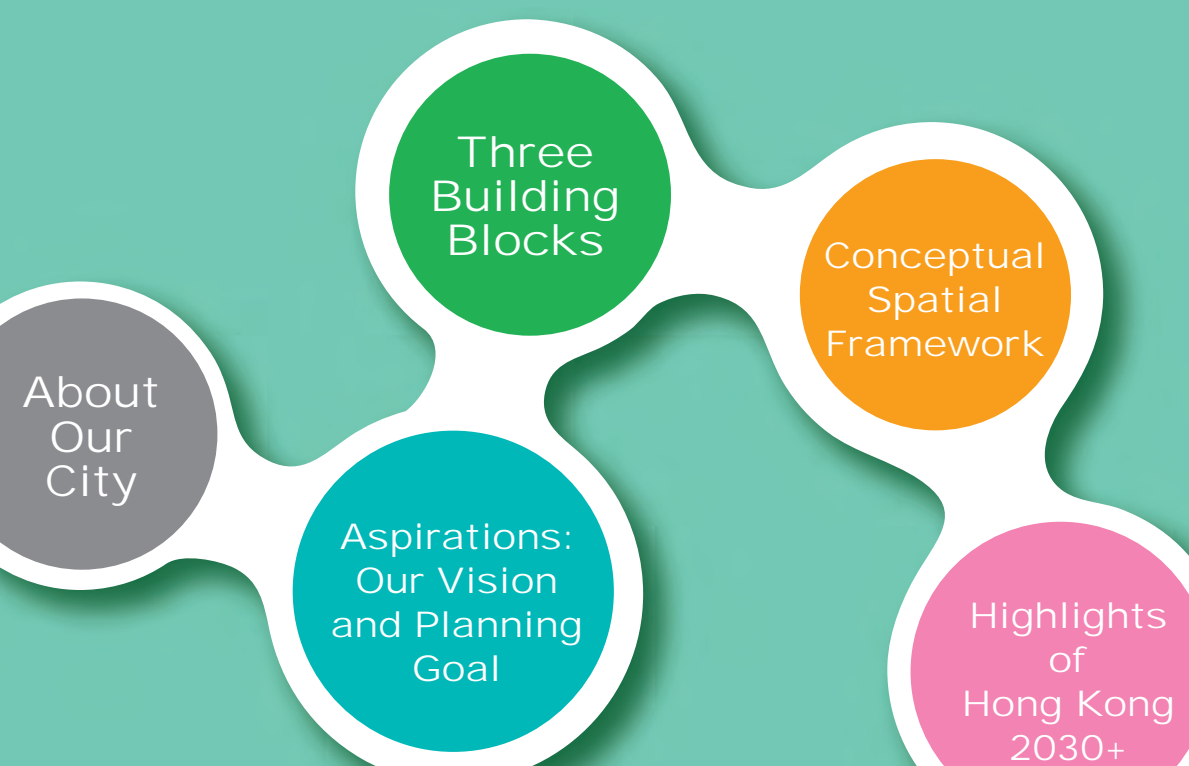 About
Our
City
Aspirations:
Our Vision
and Planning
Goal
Three
Building
Blocks
Conceptual
Spatial
Framework
Highlights
of
Hong Kong
2030+